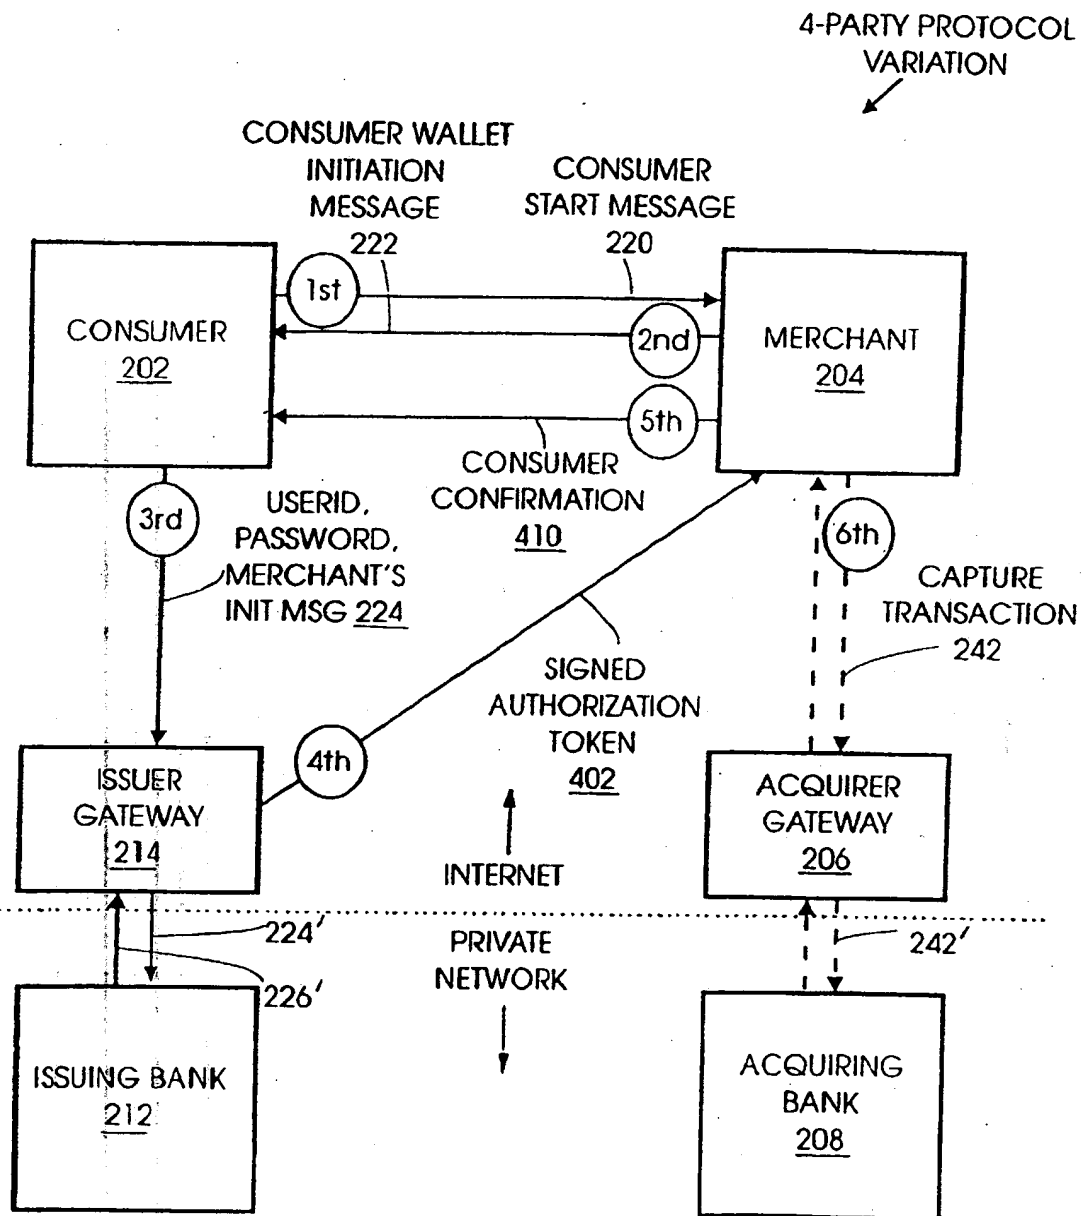 4-PARTY PROTOCOL
VARIATION
CONSUMER WALLET
INITIATION
MESSAGE
222
CONSUMER
START MESSAGE
220
1st
CONSUMER
202
2nd
MERCHANT
204
5th
CONSUMER
CONFIRMATION
410
3rd
USERID,
PASSWORD,
MERCHANT'S
INIT MSG 224
6th
CAPTURE
TRANSACTION
242
SIGNED
AUTHORIZATION
TOKEN
402
4th
ISSUER
GATEWAY
214
ACQUIRER
GATEWAY
206
INTERNET
224'
226'
PRIVATE
NETWORK
242'
ISSUING BANK
212
ACQUIRING
BANK
208